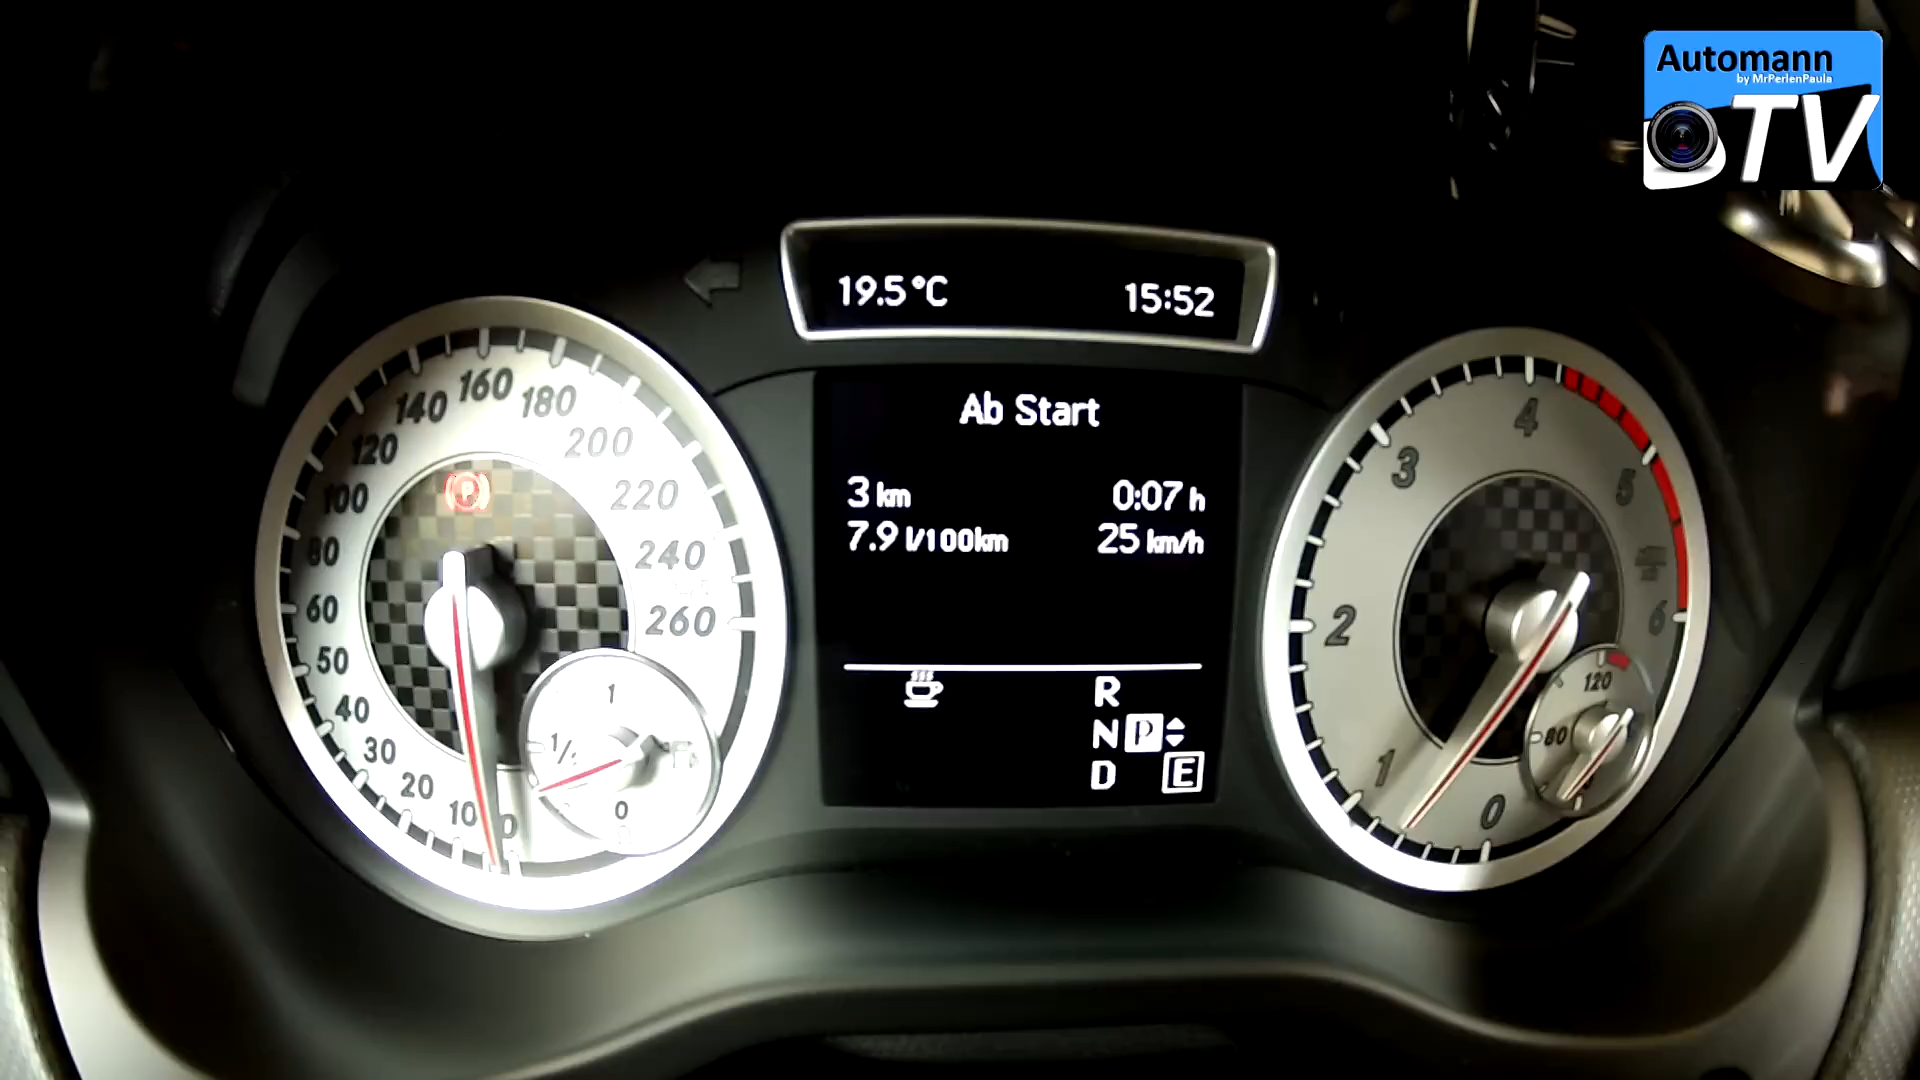 Automann
by MrPerlenPaula
TV
19.5°C 15:52
Ab Start
3 km 0:07 h
7.9 l/100km 25 km/h
R
N P
D E
0
10
20
30
40
50
60
80
100
120
140
160
180
200
220
240
260
P
1
1/2
0
0
1
2
3
4
5
6
80
120